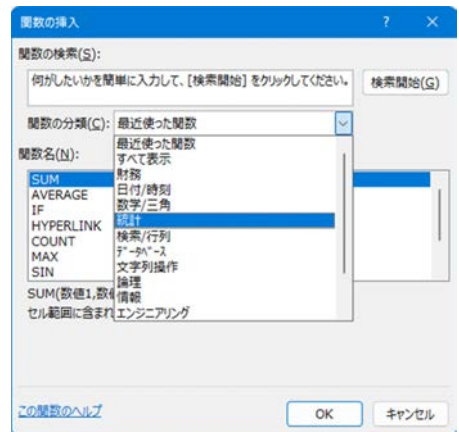 関数の挿入
? ×
関数の検索(S):
何がしたいかを簡単に入力して、[検索開始] をクリックしてください。
検索開始(G)
関数の分類(C): 最近使った関数
最近使った関数
すべて表示
財務
日付/時刻
数学/三角
統計
検索/行列
データベース
文字列操作
論理
情報
エンジニアリング
関数名(N):
SUM
AVERAGE
IF
HYPERLINK
COUNT
MAX
SIN
SUM(数値1,数値
セル範囲に含まれ
この関数のヘルプ
OK
キャンセル